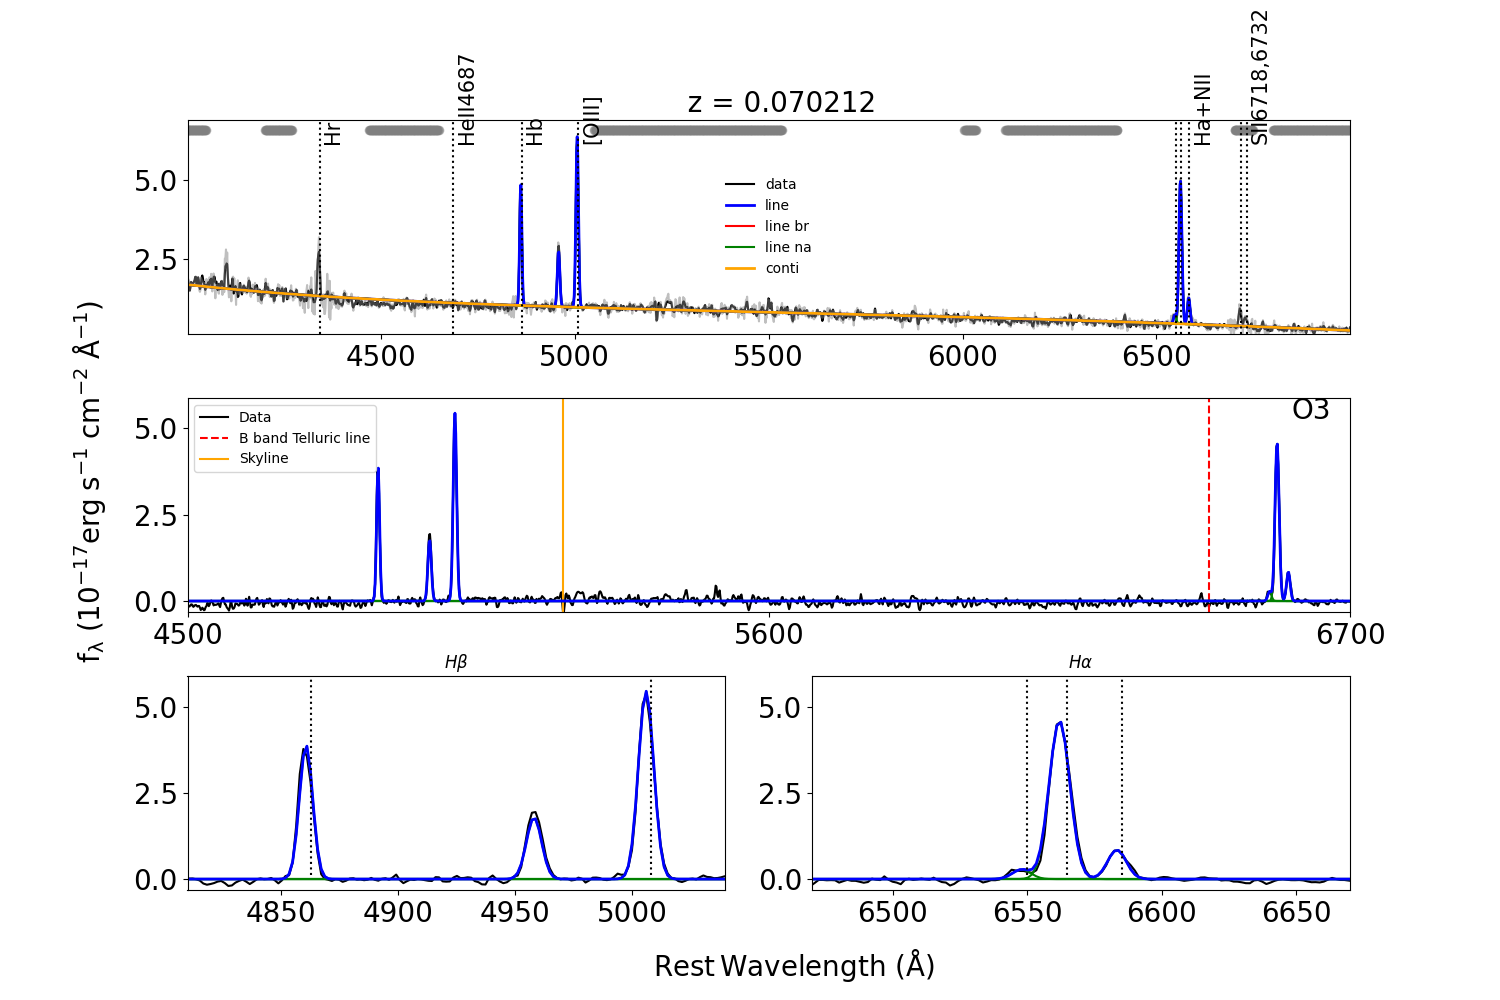 z = 0.070212
Hr
HeII4687
Hb
[OIII]
Ha+NII
SII6718,6732
5.0
2.5
data
line
line br
line na
conti
4500 5000 5500 6000 6500
fλ (10⁻¹⁷erg s⁻¹ cm⁻² Å⁻¹)
O3
Data
B band Telluric line
Skyline
5.0
2.5
0.0
4500 5600 6700
Hβ
5.0
2.5
0.0
4850 4900 4950 5000
Hα
5.0
2.5
0.0
6500 6550 6600 6650
Rest Wavelength (Å)